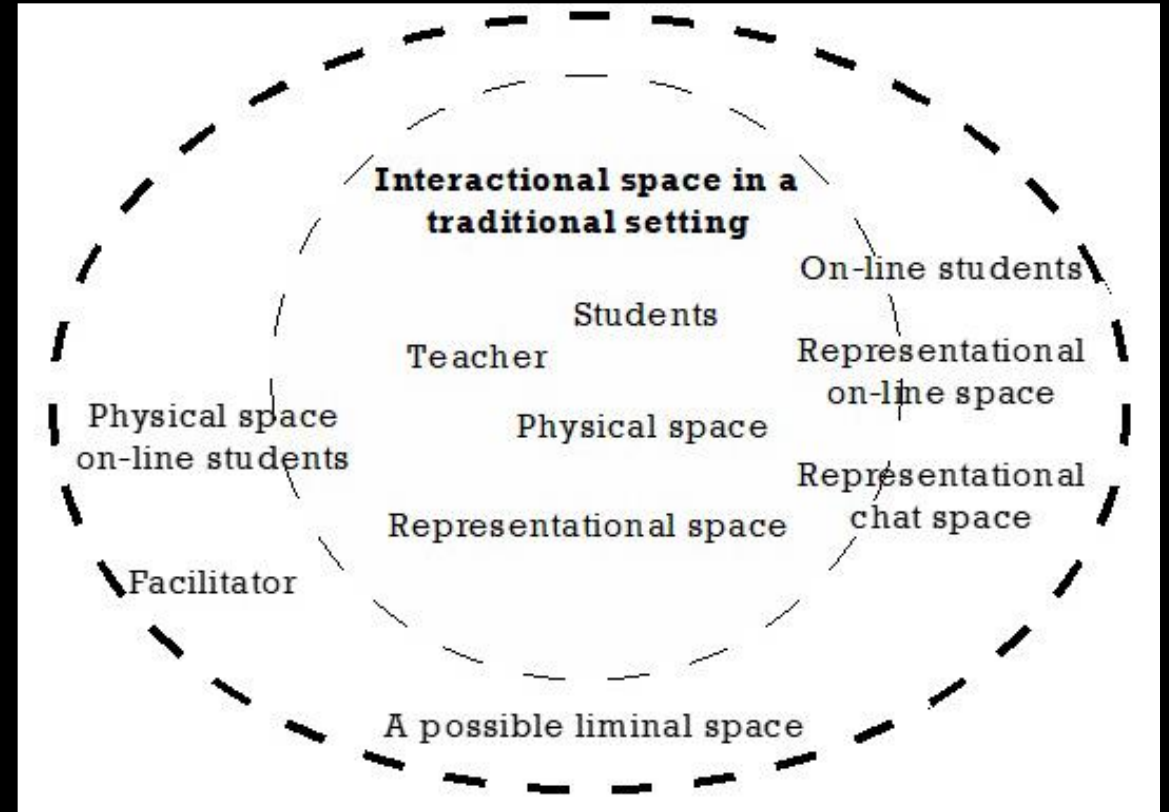 Interactional space in a
traditional setting
On-line students
Students
Teacher
Representational
on-line space
Physical space
on-line students
Physical space
Representational
chat space
Representational space
Facilitator
A possible liminal space